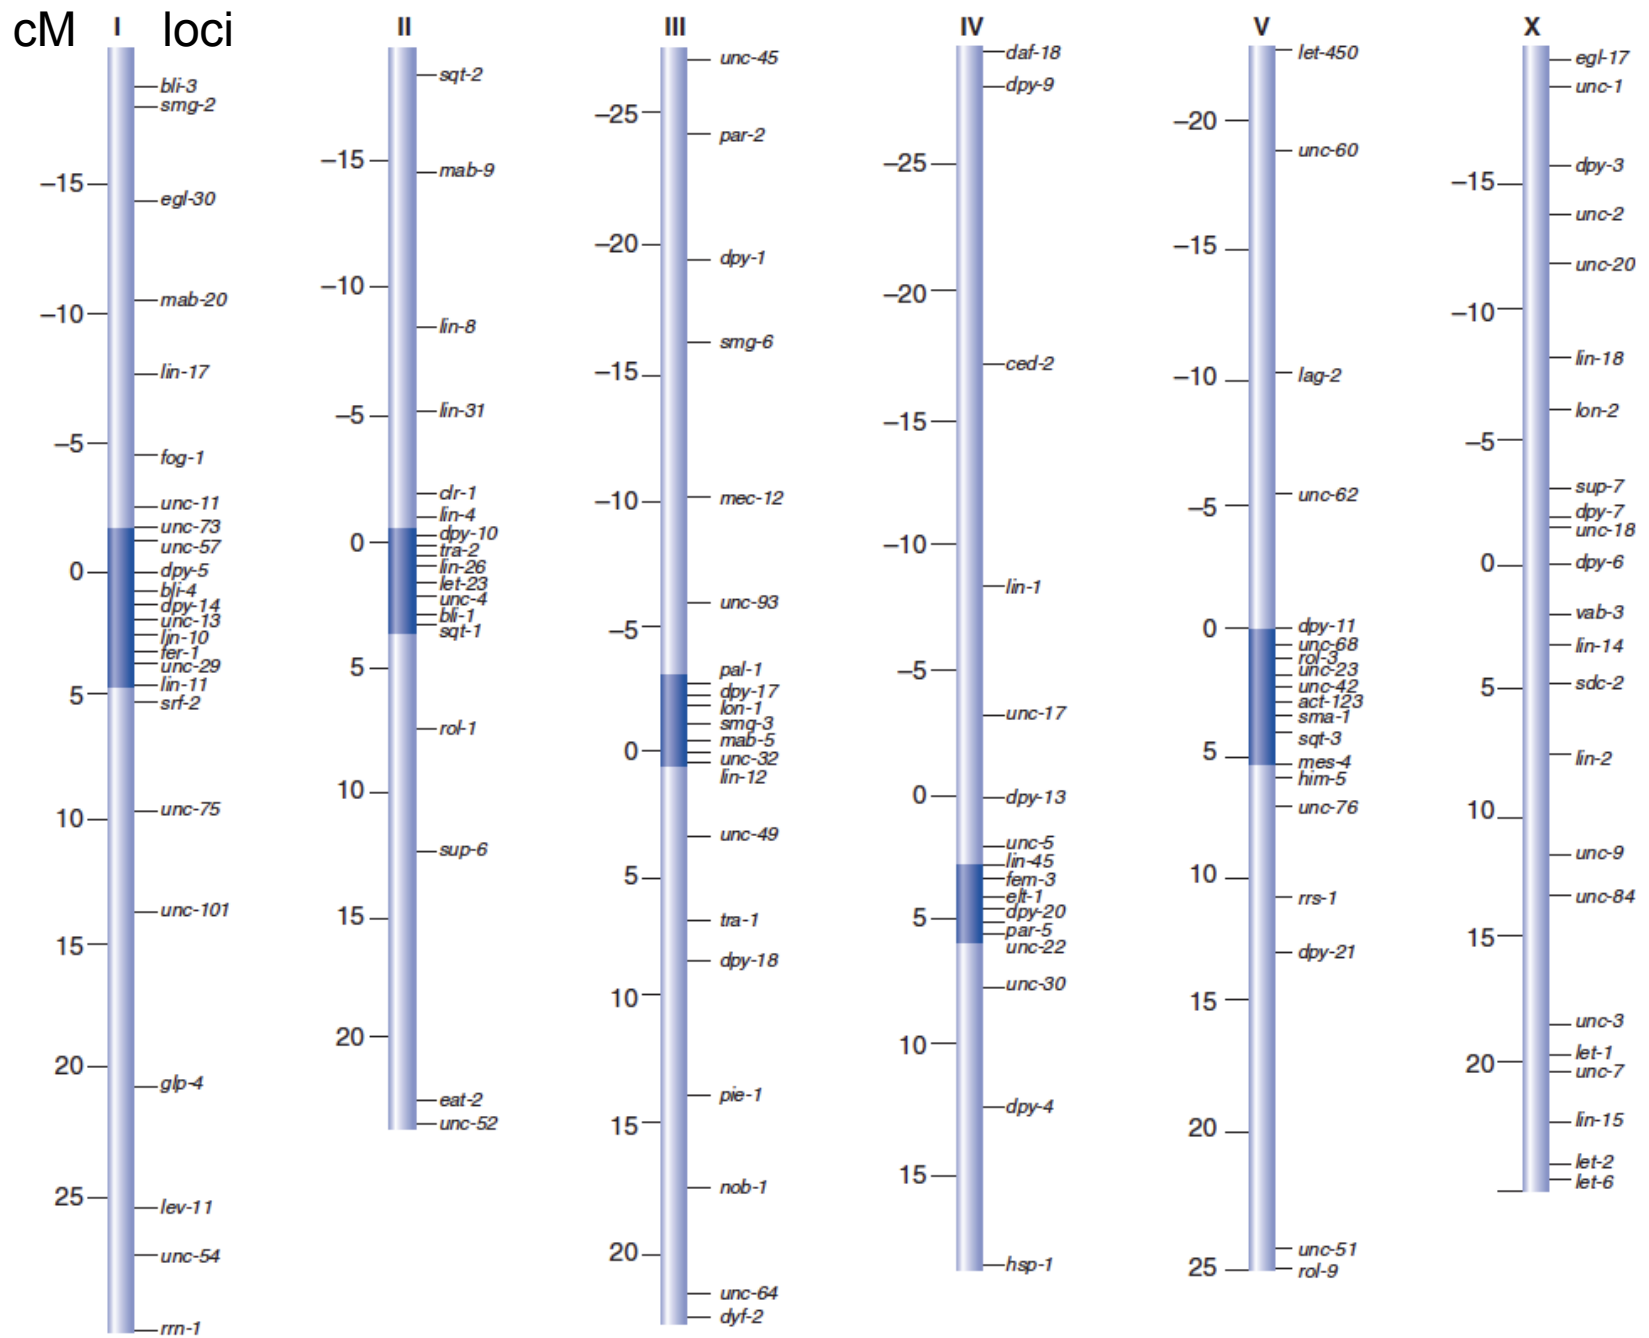 cM I loci II III IV V X
bli-3
smg-2
–15
egl-30
mab-20
–10
lin-17
–5
fog-1
unc-11
unc-73
unc-57
0
dpy-5
bli-4
dpy-14
unc-13
lin-10
fer-1
unc-29
lin-11
5
srf-2
unc-75
10
unc-101
15
20
glp-4
25
lev-11
unc-54
rrn-1
sqt-2
–15
mab-9
–10
lin-8
–5
lin-31
clr-1
lin-4
dpy-10
0
tra-2
lin-26
let-23
unc-4
bli-1
sqt-1
5
rol-1
10
sup-6
15
20
eat-2
unc-52
unc-45
–25
par-2
–20
dpy-1
smg-6
–15
–10
mec-12
unc-93
–5
pal-1
dpy-17
lon-1
smg-3
mab-5
0
unc-32
lin-12
unc-49
5
tra-1
dpy-18
10
pie-1
15
nob-1
20
unc-64
dyf-2
daf-18
dpy-9
–25
–20
ced-2
–15
–10
lin-1
–5
unc-17
0
dpy-13
unc-5
lin-45
fem-3
elt-1
dpy-20
5
par-5
unc-22
unc-30
10
dpy-4
15
hsp-1
let-450
–20
unc-60
–15
–10
lag-2
unc-62
–5
0
dpy-11
unc-68
rol-3
unc-23
unc-42
act-123
sma-1
sqt-3
5
mes-4
him-5
unc-76
10
rrs-1
dpy-21
15
20
unc-51
25
rol-9
egl-17
unc-1
dpy-3
–15
unc-2
unc-20
–10
lin-18
lon-2
–5
sup-7
dpy-7
unc-18
0
dpy-6
vab-3
lin-14
sdc-2
5
lin-2
10
unc-9
unc-84
15
unc-3
let-1
20
unc-7
lin-15
let-2
let-6